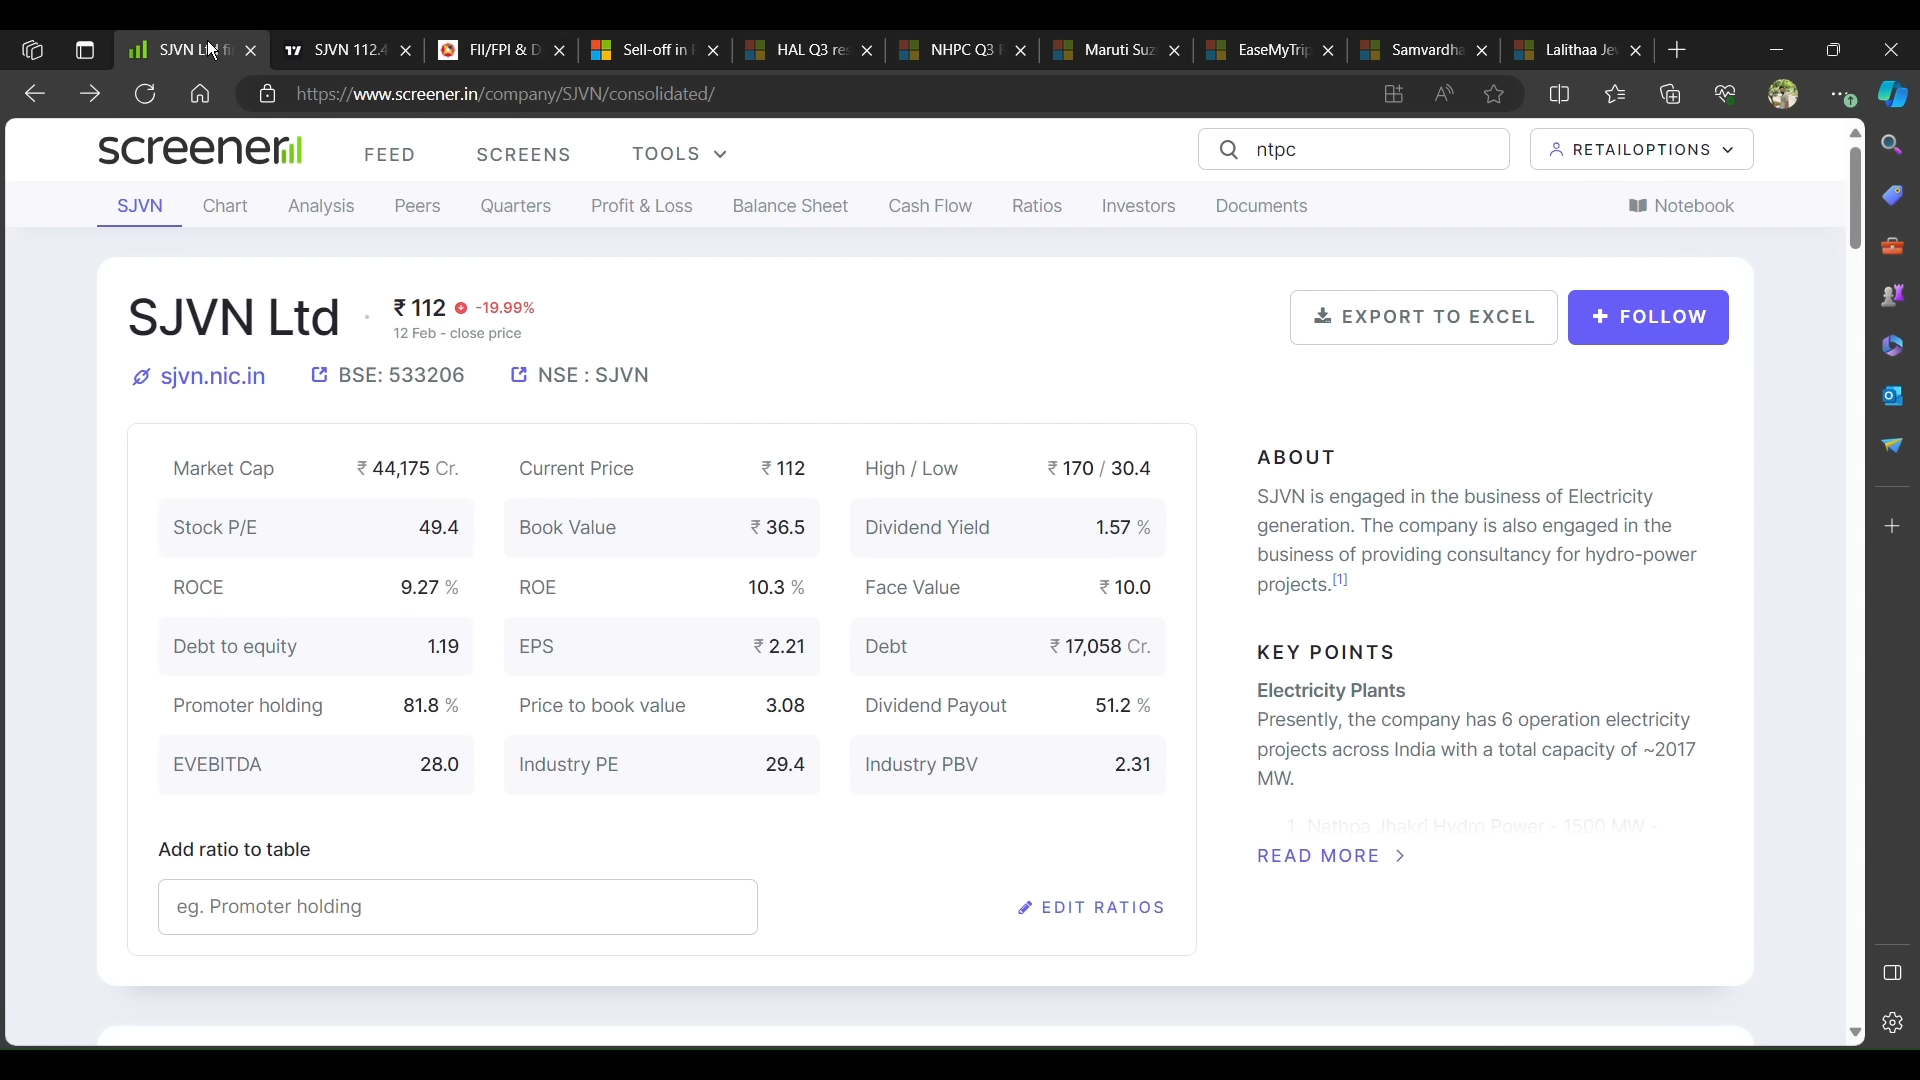 SJVN Ltd fi
SJVN 112.4
FII/FPI & D
Sell-off in
HAL Q3 re
NHPC Q3
Maruti Suz
EaseMyTrip
Samvardha
Lalithaa Je
https://www.screener.in/company/SJVN/consolidated/
screener
FEED
SCREENS
TOOLS
ntpc
RETAILOPTIONS
SJVN
Chart
Analysis
Peers
Quarters
Profit & Loss
Balance Sheet
Cash Flow
Ratios
Investors
Documents
Notebook
SJVN Ltd
₹ 112 -19.99%
12 Feb - close price
EXPORT TO EXCEL
+ FOLLOW
sjvn.nic.in
BSE: 533206
NSE : SJVN
Market Cap ₹ 44,175 Cr.
Current Price ₹ 112
High / Low ₹ 170 / 30.4
Stock P/E 49.4
Book Value ₹ 36.5
Dividend Yield 1.57 %
ROCE 9.27 %
ROE 10.3 %
Face Value ₹ 10.0
Debt to equity 1.19
EPS ₹ 2.21
Debt ₹ 17,058 Cr.
Promoter holding 81.8 %
Price to book value 3.08
Dividend Payout 51.2 %
EVEBITDA 28.0
Industry PE 29.4
Industry PBV 2.31
Add ratio to table
eg. Promoter holding
EDIT RATIOS
ABOUT
SJVN is engaged in the business of Electricity
generation. The company is also engaged in the
business of providing consultancy for hydro-power
projects.[1]
KEY POINTS
Electricity Plants
Presently, the company has 6 operation electricity
projects across India with a total capacity of ~2017
MW.
1. Nathpa Jhakri Hydro Power - 1500 MW -
READ MORE >